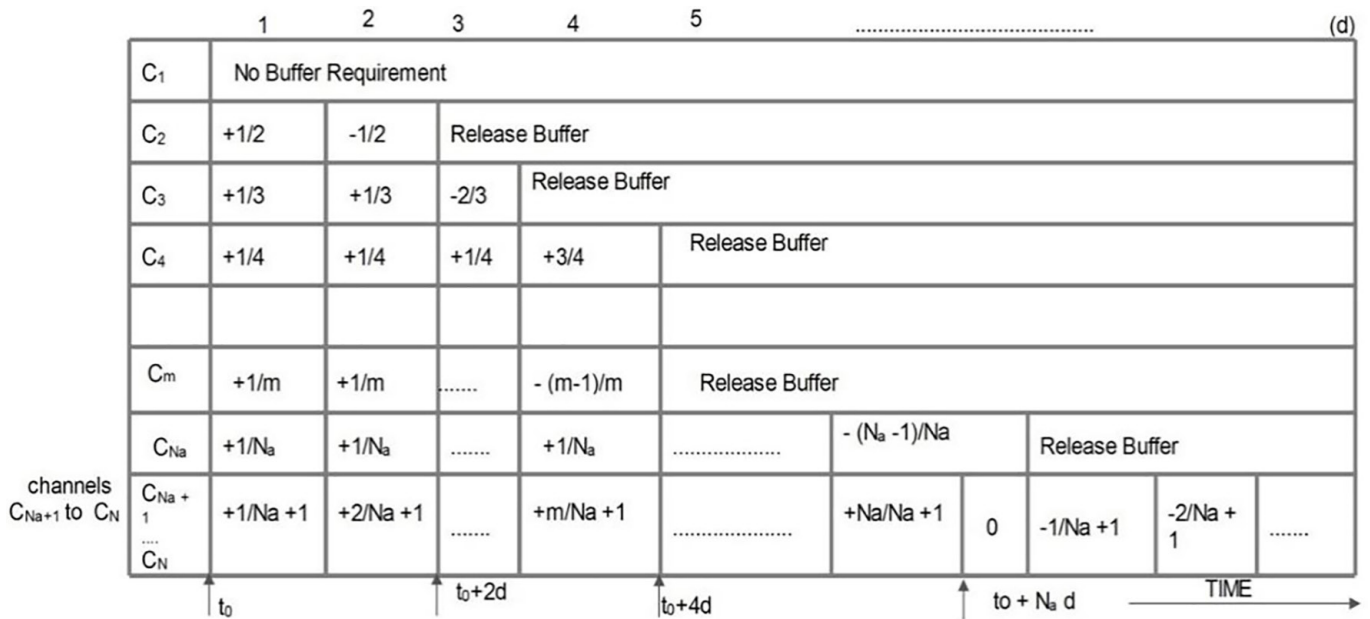 1 2 3 4 5 ....................................... (d)
C1 No Buffer Requirement
C2 +1/2 -1/2 Release Buffer
C3 +1/3 +1/3 -2/3 Release Buffer
C4 +1/4 +1/4 +1/4 +3/4 Release Buffer
Cm +1/m +1/m ....... - (m-1)/m Release Buffer
CNa +1/Na +1/Na ....... +1/Na .................. - (Na -1)/Na Release Buffer
channels
CNa+1 to CN
CNa +
1
....
CN
+1/Na +1 +2/Na +1 ....... +m/Na +1 .................... +Na/Na +1 0 -1/Na +1 -2/Na +
1
.......
t0 t0+2d t0+4d to + Na d TIME